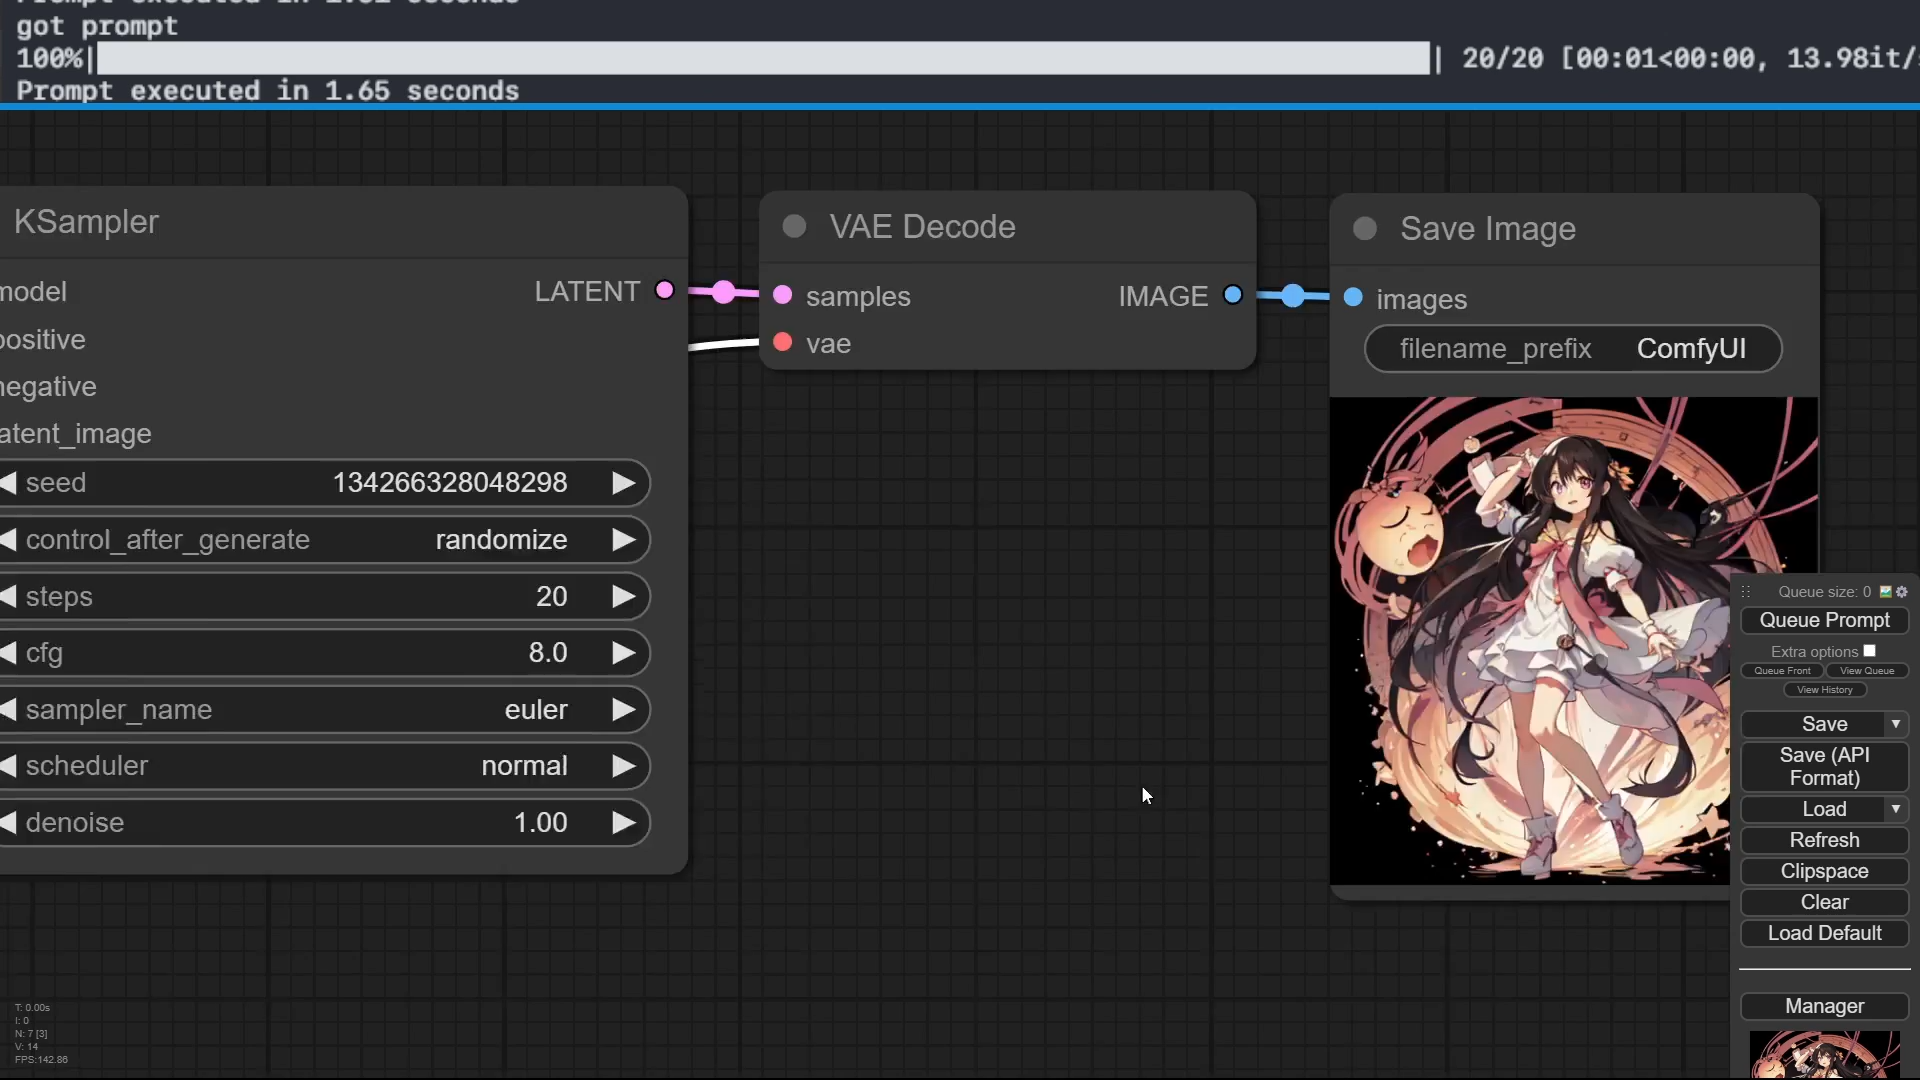 got prompt
100%| 20/20 [00:01<00:00, 13.98it/s
Prompt executed in 1.65 seconds
KSampler
model
LATENT
positive
negative
latent_image
seed 134266328048298
control_after_generate randomize
steps 20
cfg 8.0
sampler_name euler
scheduler normal
denoise 1.00
VAE Decode
samples IMAGE
vae
Save Image
images
filename_prefix ComfyUI
Queue size: 0
Queue Prompt
Extra options
Queue Front View Queue
View History
Save
Save (API
Format)
Load
Refresh
Clipspace
Clear
Load Default
Manager
T: 0.00s
I: 0
N: 7 [3]
V: 14
FPS:142.86